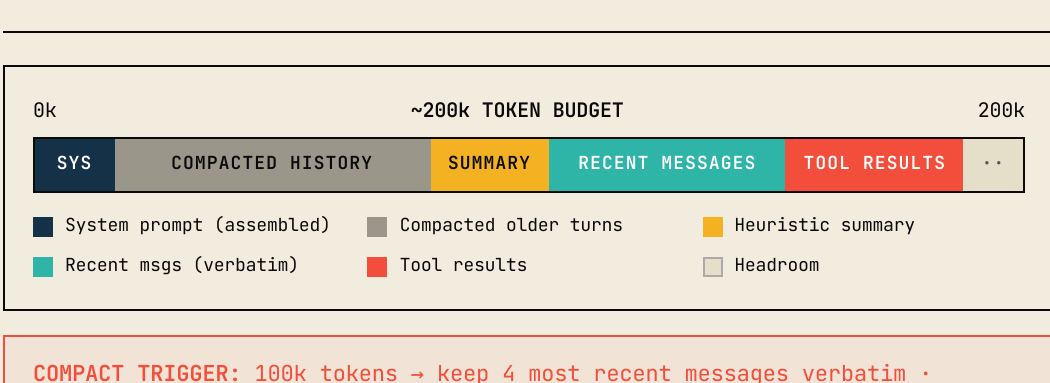 0k ~200k TOKEN BUDGET 200k
SYS COMPACTED HISTORY SUMMARY RECENT MESSAGES TOOL RESULTS ··
System prompt (assembled) Compacted older turns Heuristic summary
Recent msgs (verbatim) Tool results Headroom
COMPACT TRIGGER: 100k tokens → keep 4 most recent messages verbatim ·